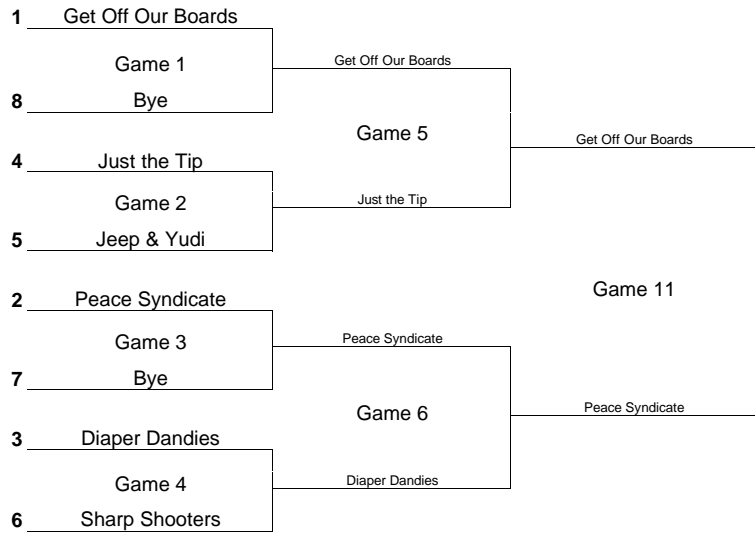 1 Get Off Our Boards
Game 1
Get Off Our Boards
8 Bye
Game 5
Get Off Our Boards
4 Just the Tip
Game 2
Just the Tip
5 Jeep & Yudi
Game 11
2 Peace Syndicate
Game 3
Peace Syndicate
7 Bye
Game 6
Peace Syndicate
3 Diaper Dandies
Game 4
Diaper Dandies
6 Sharp Shooters